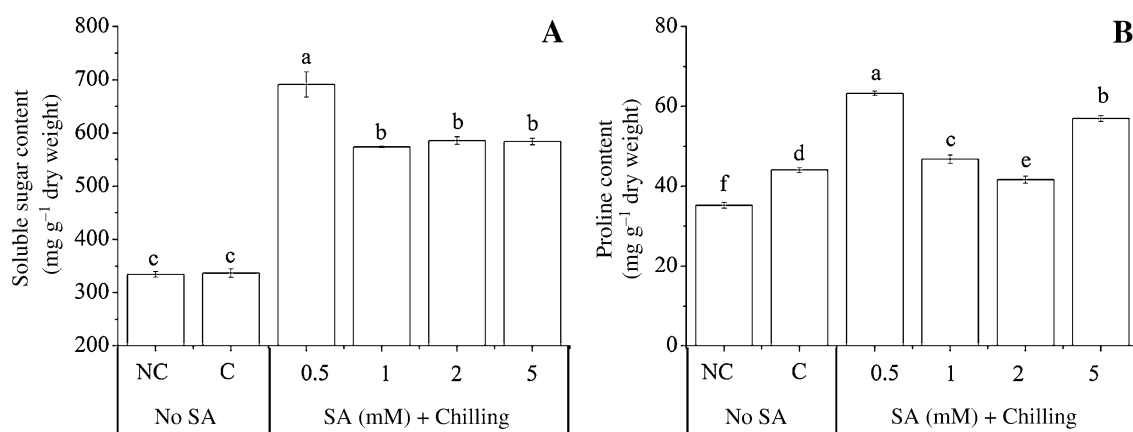 A
Soluble sugar content
(mg g⁻¹ dry weight)
800
700
600
500
400
300
200
c
c
a
b
b
b
NC
C
0.5
1
2
5
No SA
SA (mM) + Chilling
B
Proline content
(mg g⁻¹ dry weight)
80
60
40
20
0
f
d
a
c
e
b
NC
C
0.5
1
2
5
No SA
SA (mM) + Chilling